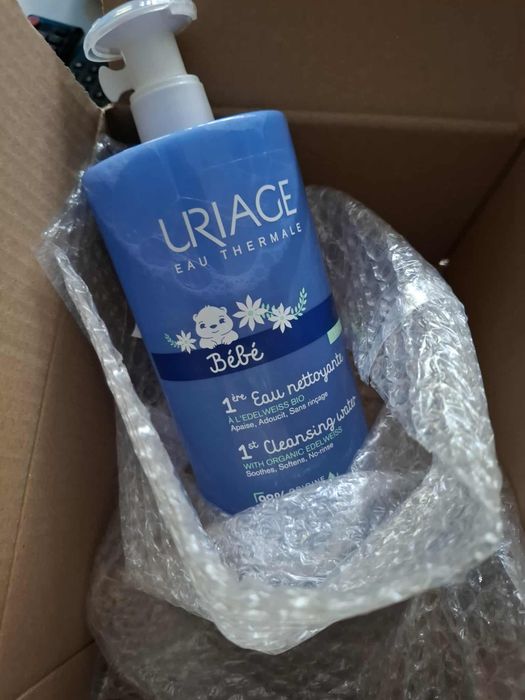 URIAGE
EAU THERMALE
Bébé
1ère Eau nettoyante
À L'EDELWEISS BIO
Apaise, Adoucit, Sans rinçage
1st Cleansing water
WITH ORGANIC EDELWEISS
Soothes, Softens, No-rinse